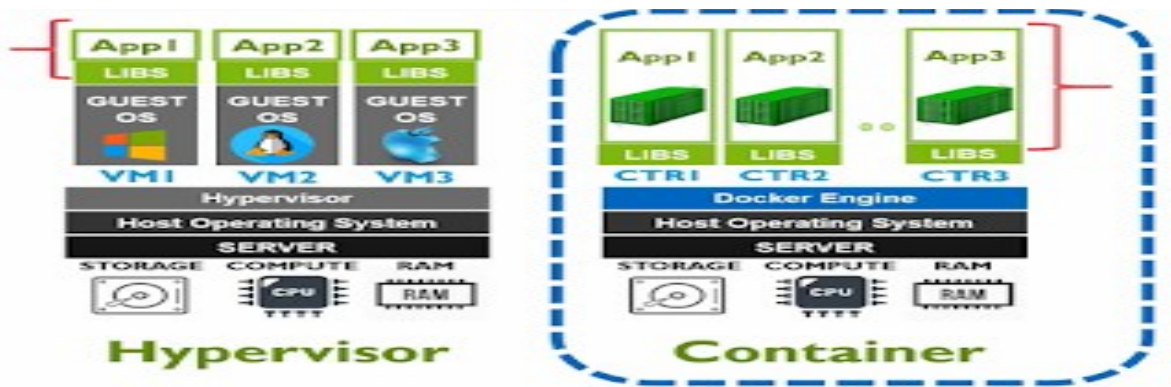 App1 App2 App3
LIBS LIBS LIBS
GUEST OS GUEST OS GUEST OS
VM1 VM2 VM3
Hypervisor
Host Operating System
SERVER
STORAGE COMPUTE RAM
CPU RAM
Hypervisor
App1 App2 App3
LIBS LIBS LIBS
CTR1 CTR2 CTR3
Docker Engine
Host Operating System
SERVER
STORAGE COMPUTE RAM
CPU RAM
Container